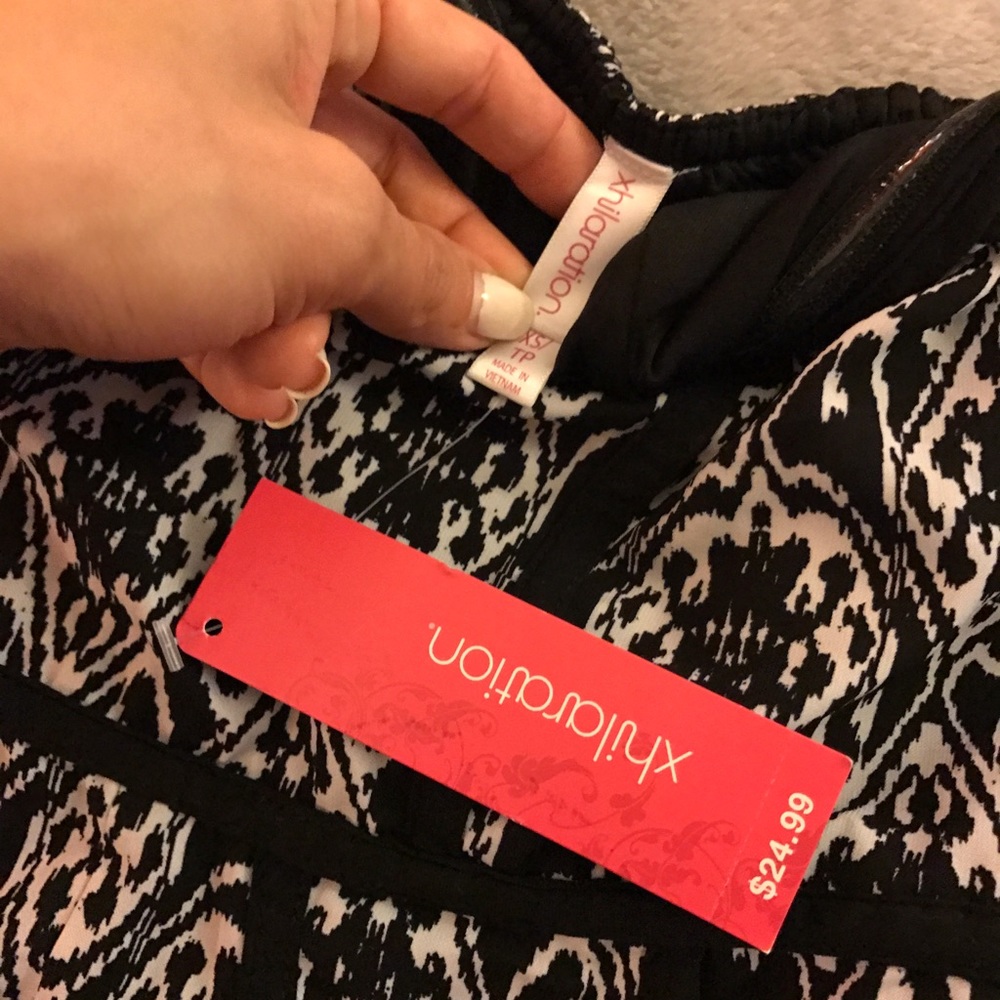 xhilaration.
XS/
TP
MADE IN
VIETNAM
xhilaration®
$24.99